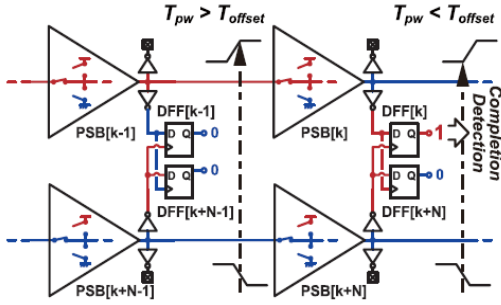 Tpw > Toffset
Tpw < Toffset
PSB[k-1]
DFF[k-1]
D Q
0
D Q
0
DFF[k+N-1]
PSB[k+N-1]
PSB[k]
DFF[k]
D Q
1
D Q
0
DFF[k+N]
PSB[k+N]
Completion
Detection